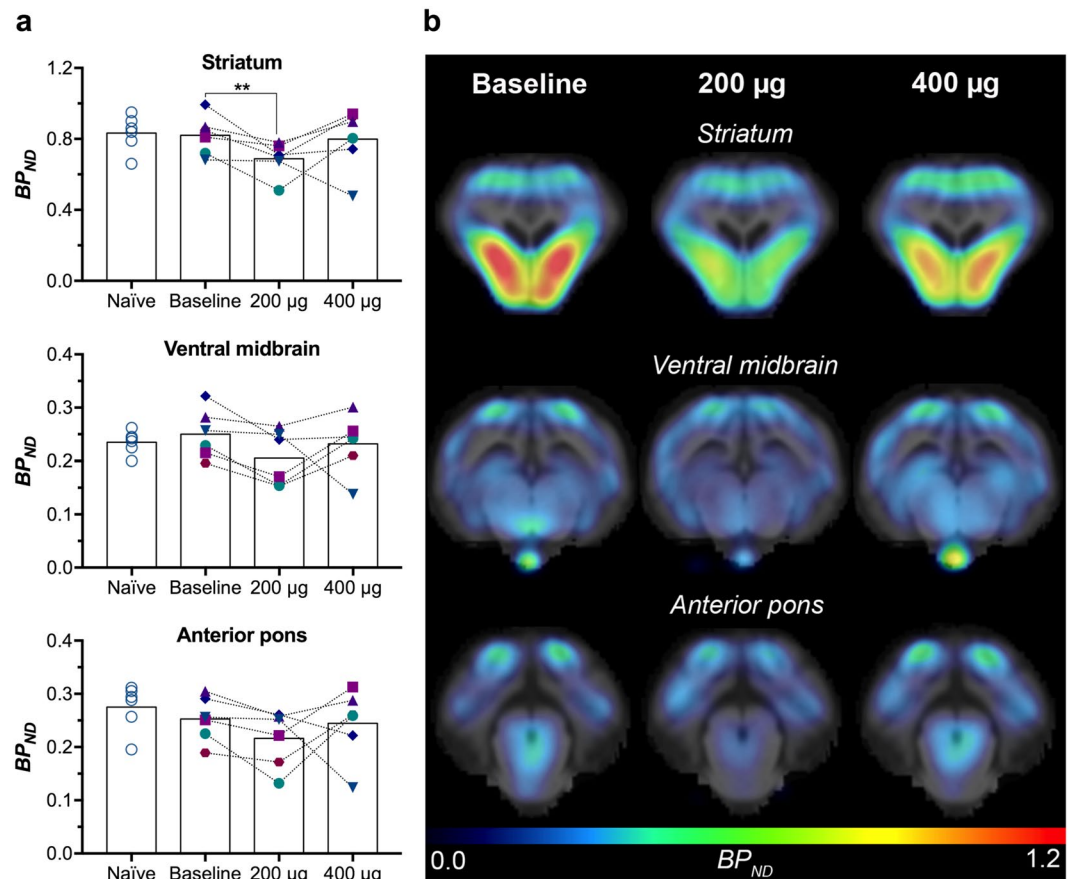 a
Striatum
**
1.2
0.8
0.4
0.0
BPND
Naïve Baseline 200 µg 400 µg
Ventral midbrain
0.4
0.3
0.2
0.1
0.0
BPND
Naïve Baseline 200 µg 400 µg
Anterior pons
0.4
0.3
0.2
0.1
0.0
BPND
Naïve Baseline 200 µg 400 µg
b
Baseline 200 µg 400 µg
Striatum
Ventral midbrain
Anterior pons
0.0 BPND 1.2